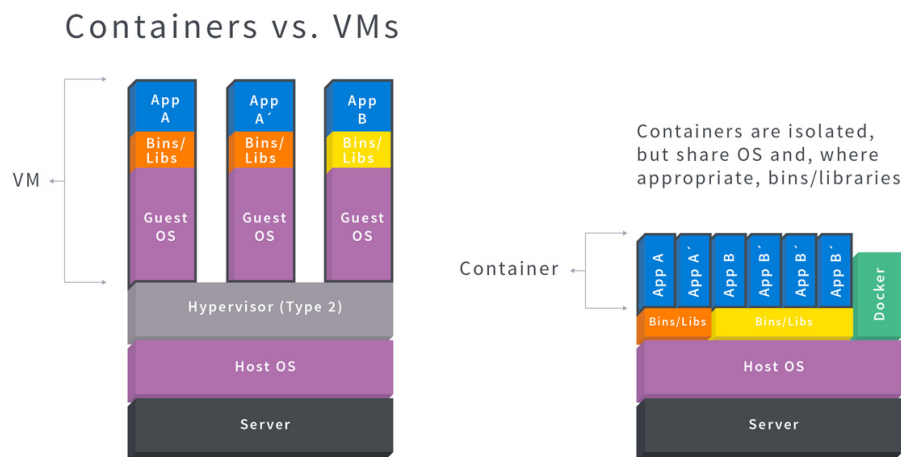 Containers vs. VMs
VM
App
A
Bins/
Libs
Guest
OS
App
A´
Bins/
Libs
Guest
OS
App
B
Bins/
Libs
Guest
OS
Hypervisor (Type 2)
Host OS
Server
Containers are isolated,
but share OS and, where
appropriate, bins/libraries
Container
App A
App A´
App B
App B´
App B´
App B´
Docker
Bins/Libs
Bins/Libs
Host OS
Server